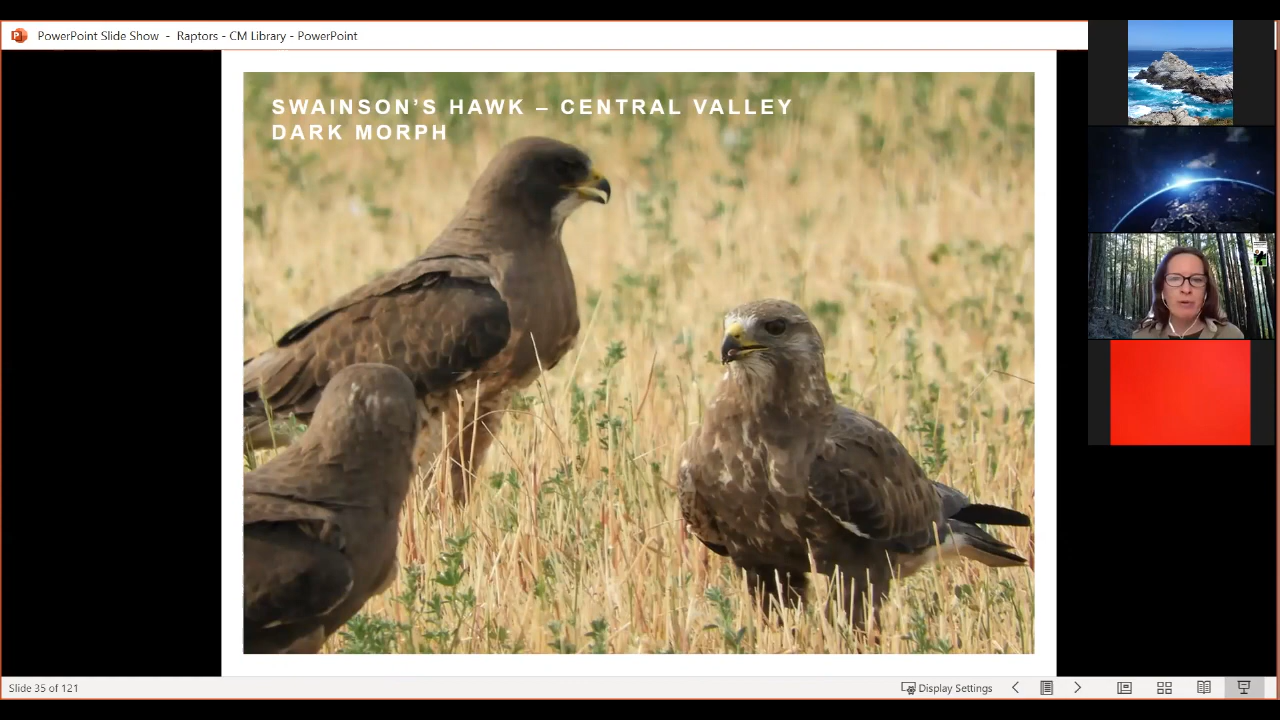 PowerPoint Slide Show - Raptors - CM Library - PowerPoint
SWAINSON’S HAWK – CENTRAL VALLEY
DARK MORPH
Slide 35 of 121
Display Settings